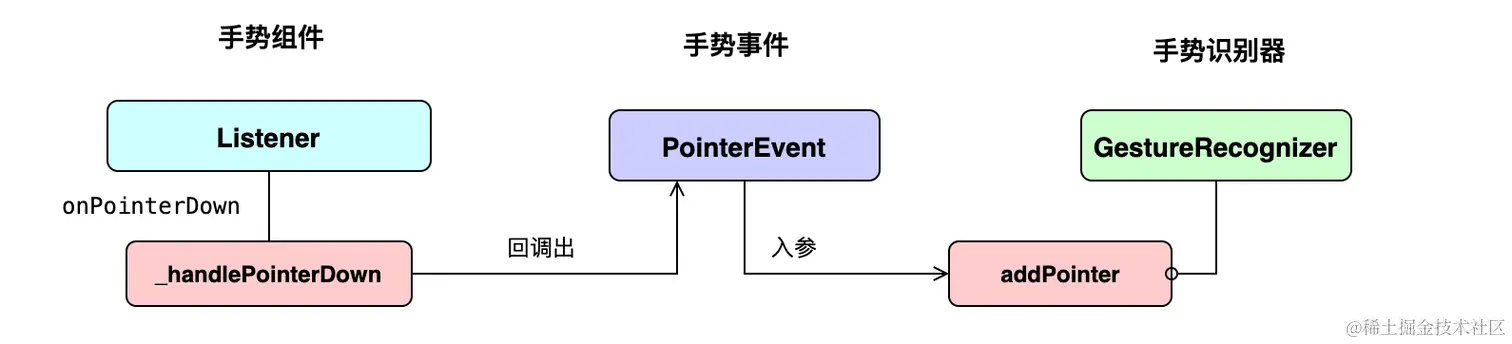 手势组件
手势事件
手势识别器
Listener
PointerEvent
GestureRecognizer
onPointerDown
回调出
入参
_handlePointerDown
addPointer
@稀土掘金技术社区